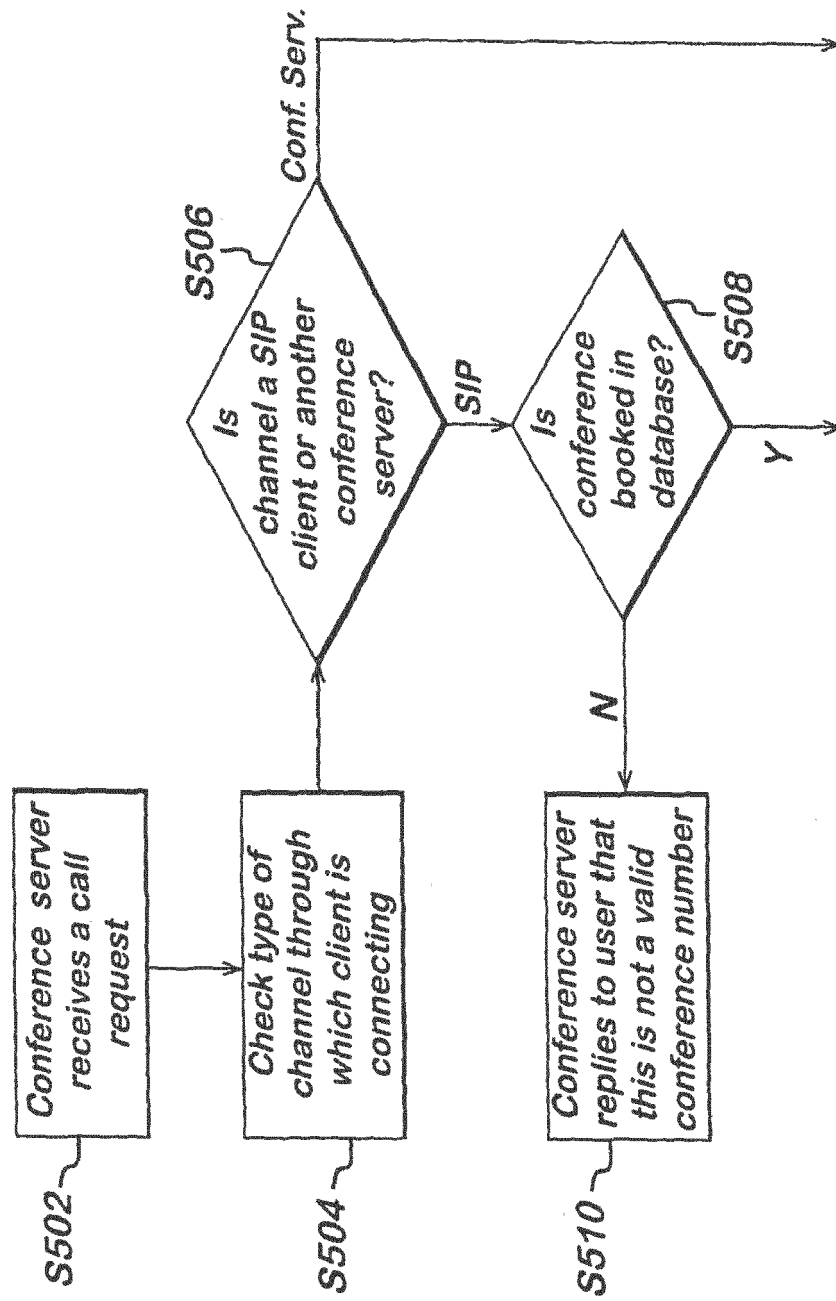 S502
Conference server
receives a call
request
S504
Check type of
channel through
which client is
connecting
S506
Is
channel a SIP
client or another
conference
server?
Conf. Serv.
SIP
S508
Is
conference
booked in
database?
N
Y
S510
Conference server
replies to user that
this is not a valid
conference number